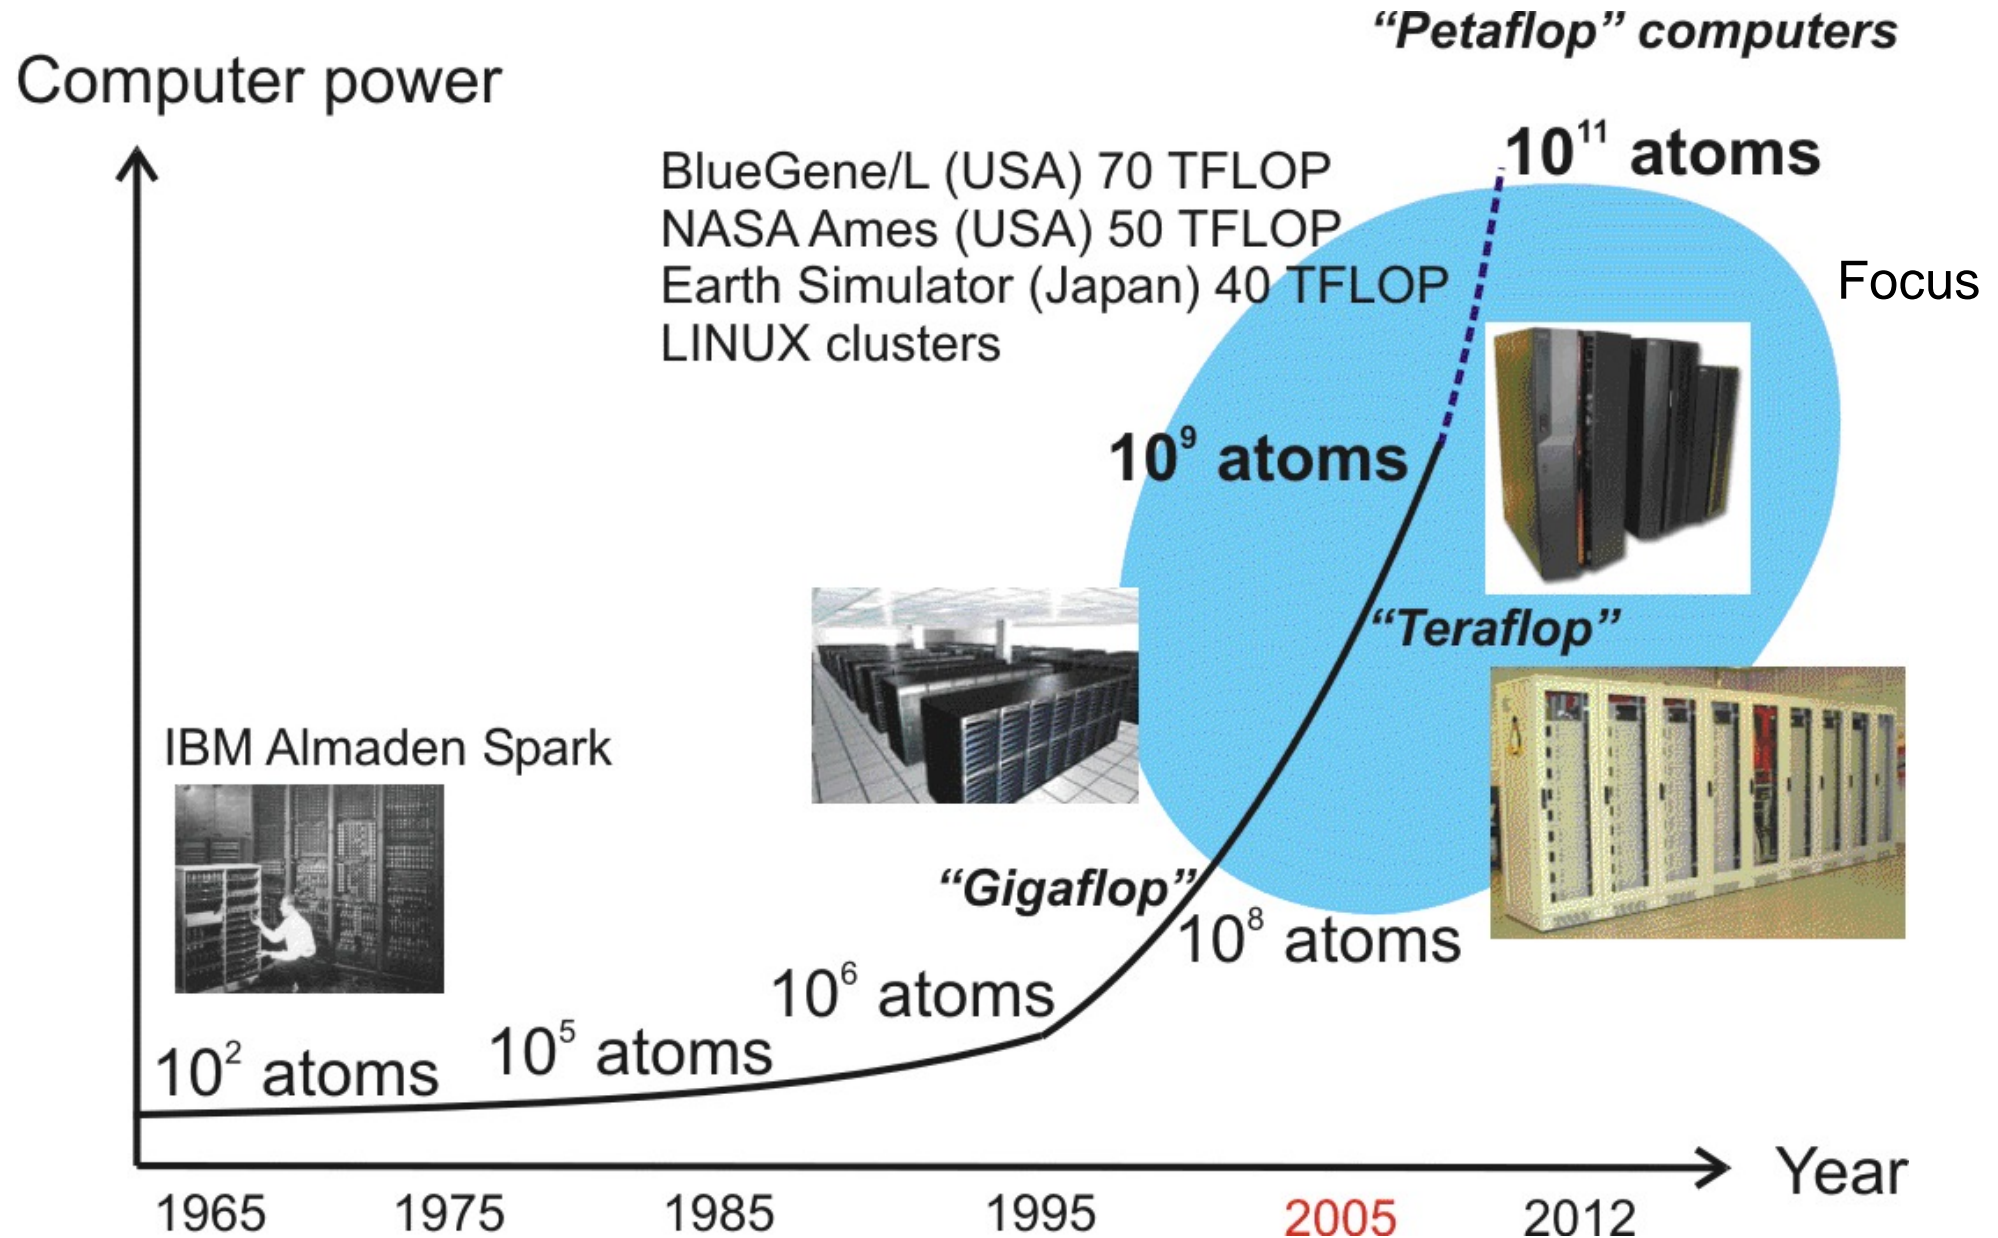 “Petaflop” computers
Computer power
10¹¹ atoms
BlueGene/L (USA) 70 TFLOP
NASA Ames (USA) 50 TFLOP
Earth Simulator (Japan) 40 TFLOP
LINUX clusters
Focus
10⁹ atoms
“Teraflop”
IBM Almaden Spark
“Gigaflop”
10⁸ atoms
10⁶ atoms
10⁵ atoms
10² atoms
Year
1965 1975 1985 1995 2005 2012